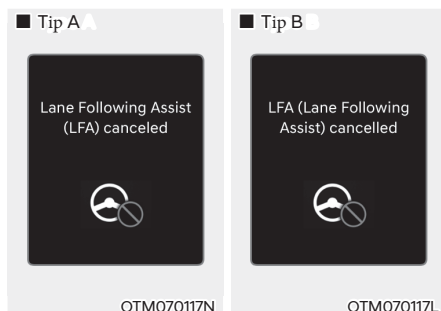 ■ Tip A
Lane Following Assist
(LFA) canceled
OTM070117N
■ Tip B
LFA (Lane Following
Assist) cancelled
OTM070117L